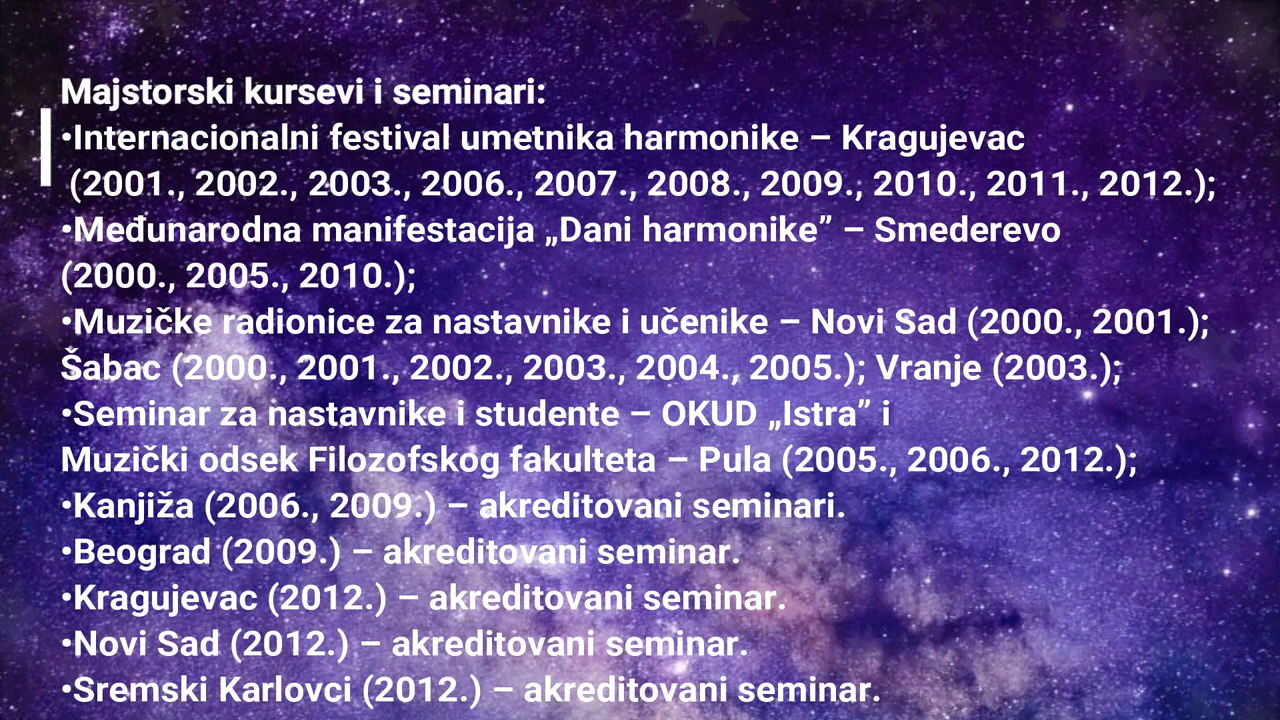 Majstorski kursevi i seminari:
•Internacionalni festival umetnika harmonike – Kragujevac
(2001., 2002., 2003., 2006., 2007., 2008., 2009., 2010., 2011., 2012.);
•Međunarodna manifestacija „Dani harmonike” – Smederevo
(2000., 2005., 2010.);
•Muzičke radionice za nastavnike i učenike – Novi Sad (2000., 2001.);
Šabac (2000., 2001., 2002., 2003., 2004., 2005.); Vranje (2003.);
•Seminar za nastavnike i studente – OKUD „Istra” i
Muzički odsek Filozofskog fakulteta – Pula (2005., 2006., 2012.);
•Kanjiža (2006., 2009.) – akreditovani seminari.
•Beograd (2009.) – akreditovani seminar.
•Kragujevac (2012.) – akreditovani seminar.
•Novi Sad (2012.) – akreditovani seminar.
•Sremski Karlovci (2012.) – akreditovani seminar.